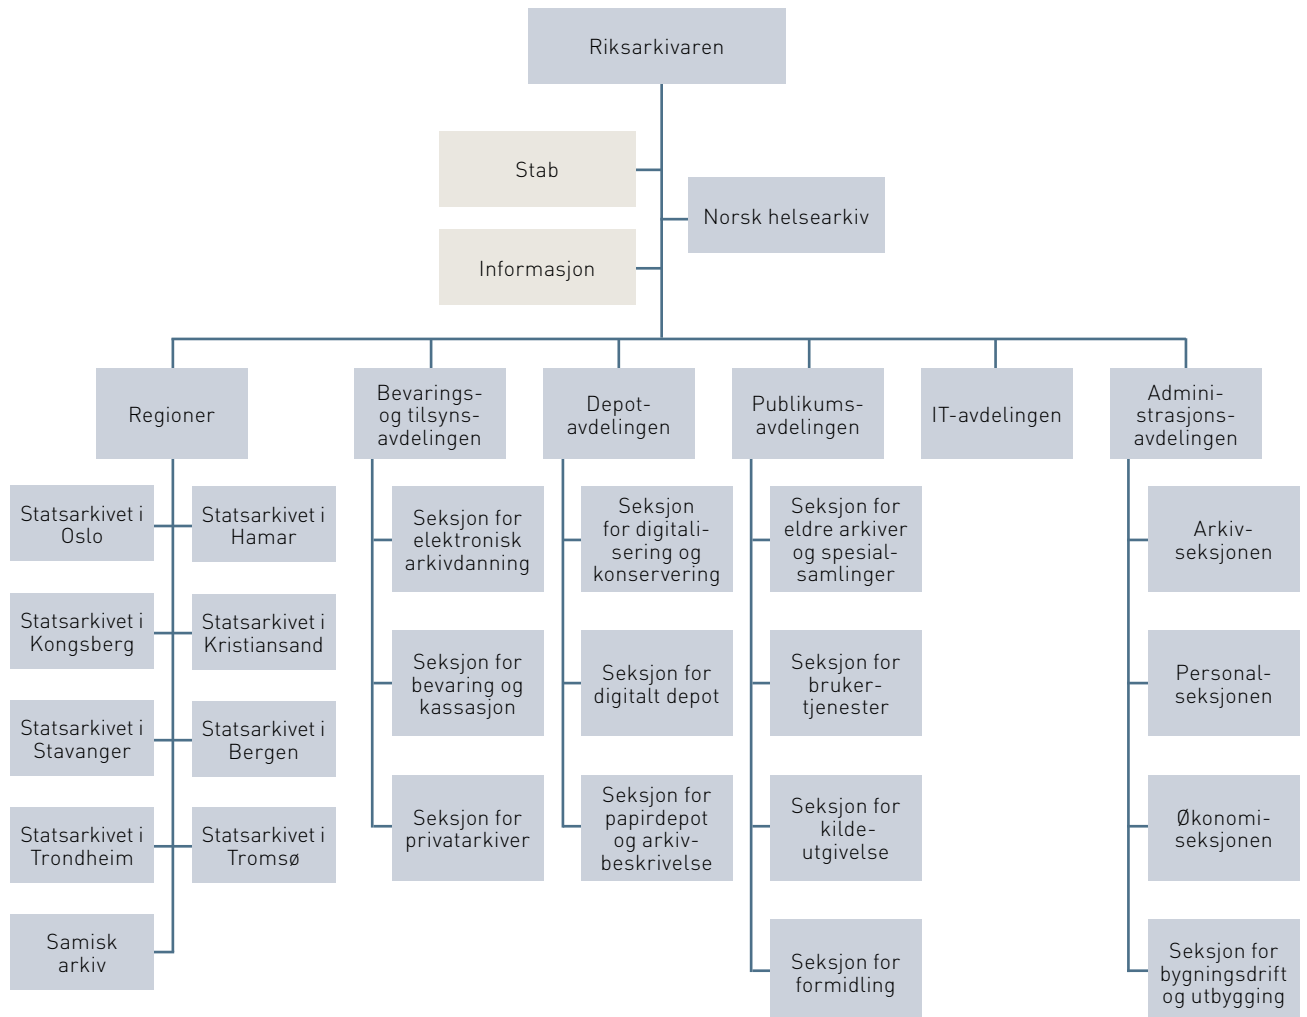 Riksarkivaren
Stab
Norsk helsearkiv
Informasjon
Regioner
Statsarkivet i
Oslo
Statsarkivet i
Hamar
Statsarkivet i
Kongsberg
Statsarkivet i
Kristiansand
Statsarkivet i
Stavanger
Statsarkivet i
Bergen
Statsarkivet i
Trondheim
Statsarkivet i
Tromsø
Samisk
arkiv
Bevarings-
og tilsyns-
avdelingen
Seksjon for
elektronisk
arkivdanning
Seksjon for
bevaring og
kassasjon
Seksjon for
privatarkiver
Depot-
avdelingen
Seksjon
for digitali-
sering og
konservering
Seksjon for
digitalt depot
Seksjon for
papirdepot
og arkiv-
beskrivelse
Publikums-
avdelingen
Seksjon for
eldre arkiver
og spesial-
samlinger
Seksjon for
bruker-
tjenester
Seksjon for
kilde-
utgivelse
Seksjon for
formidling
IT-avdelingen
Admini-
strasjons-
avdelingen
Arkiv-
seksjonen
Personal-
seksjonen
Økonomi-
seksjonen
Seksjon for
bygningsdrift
og utbygging